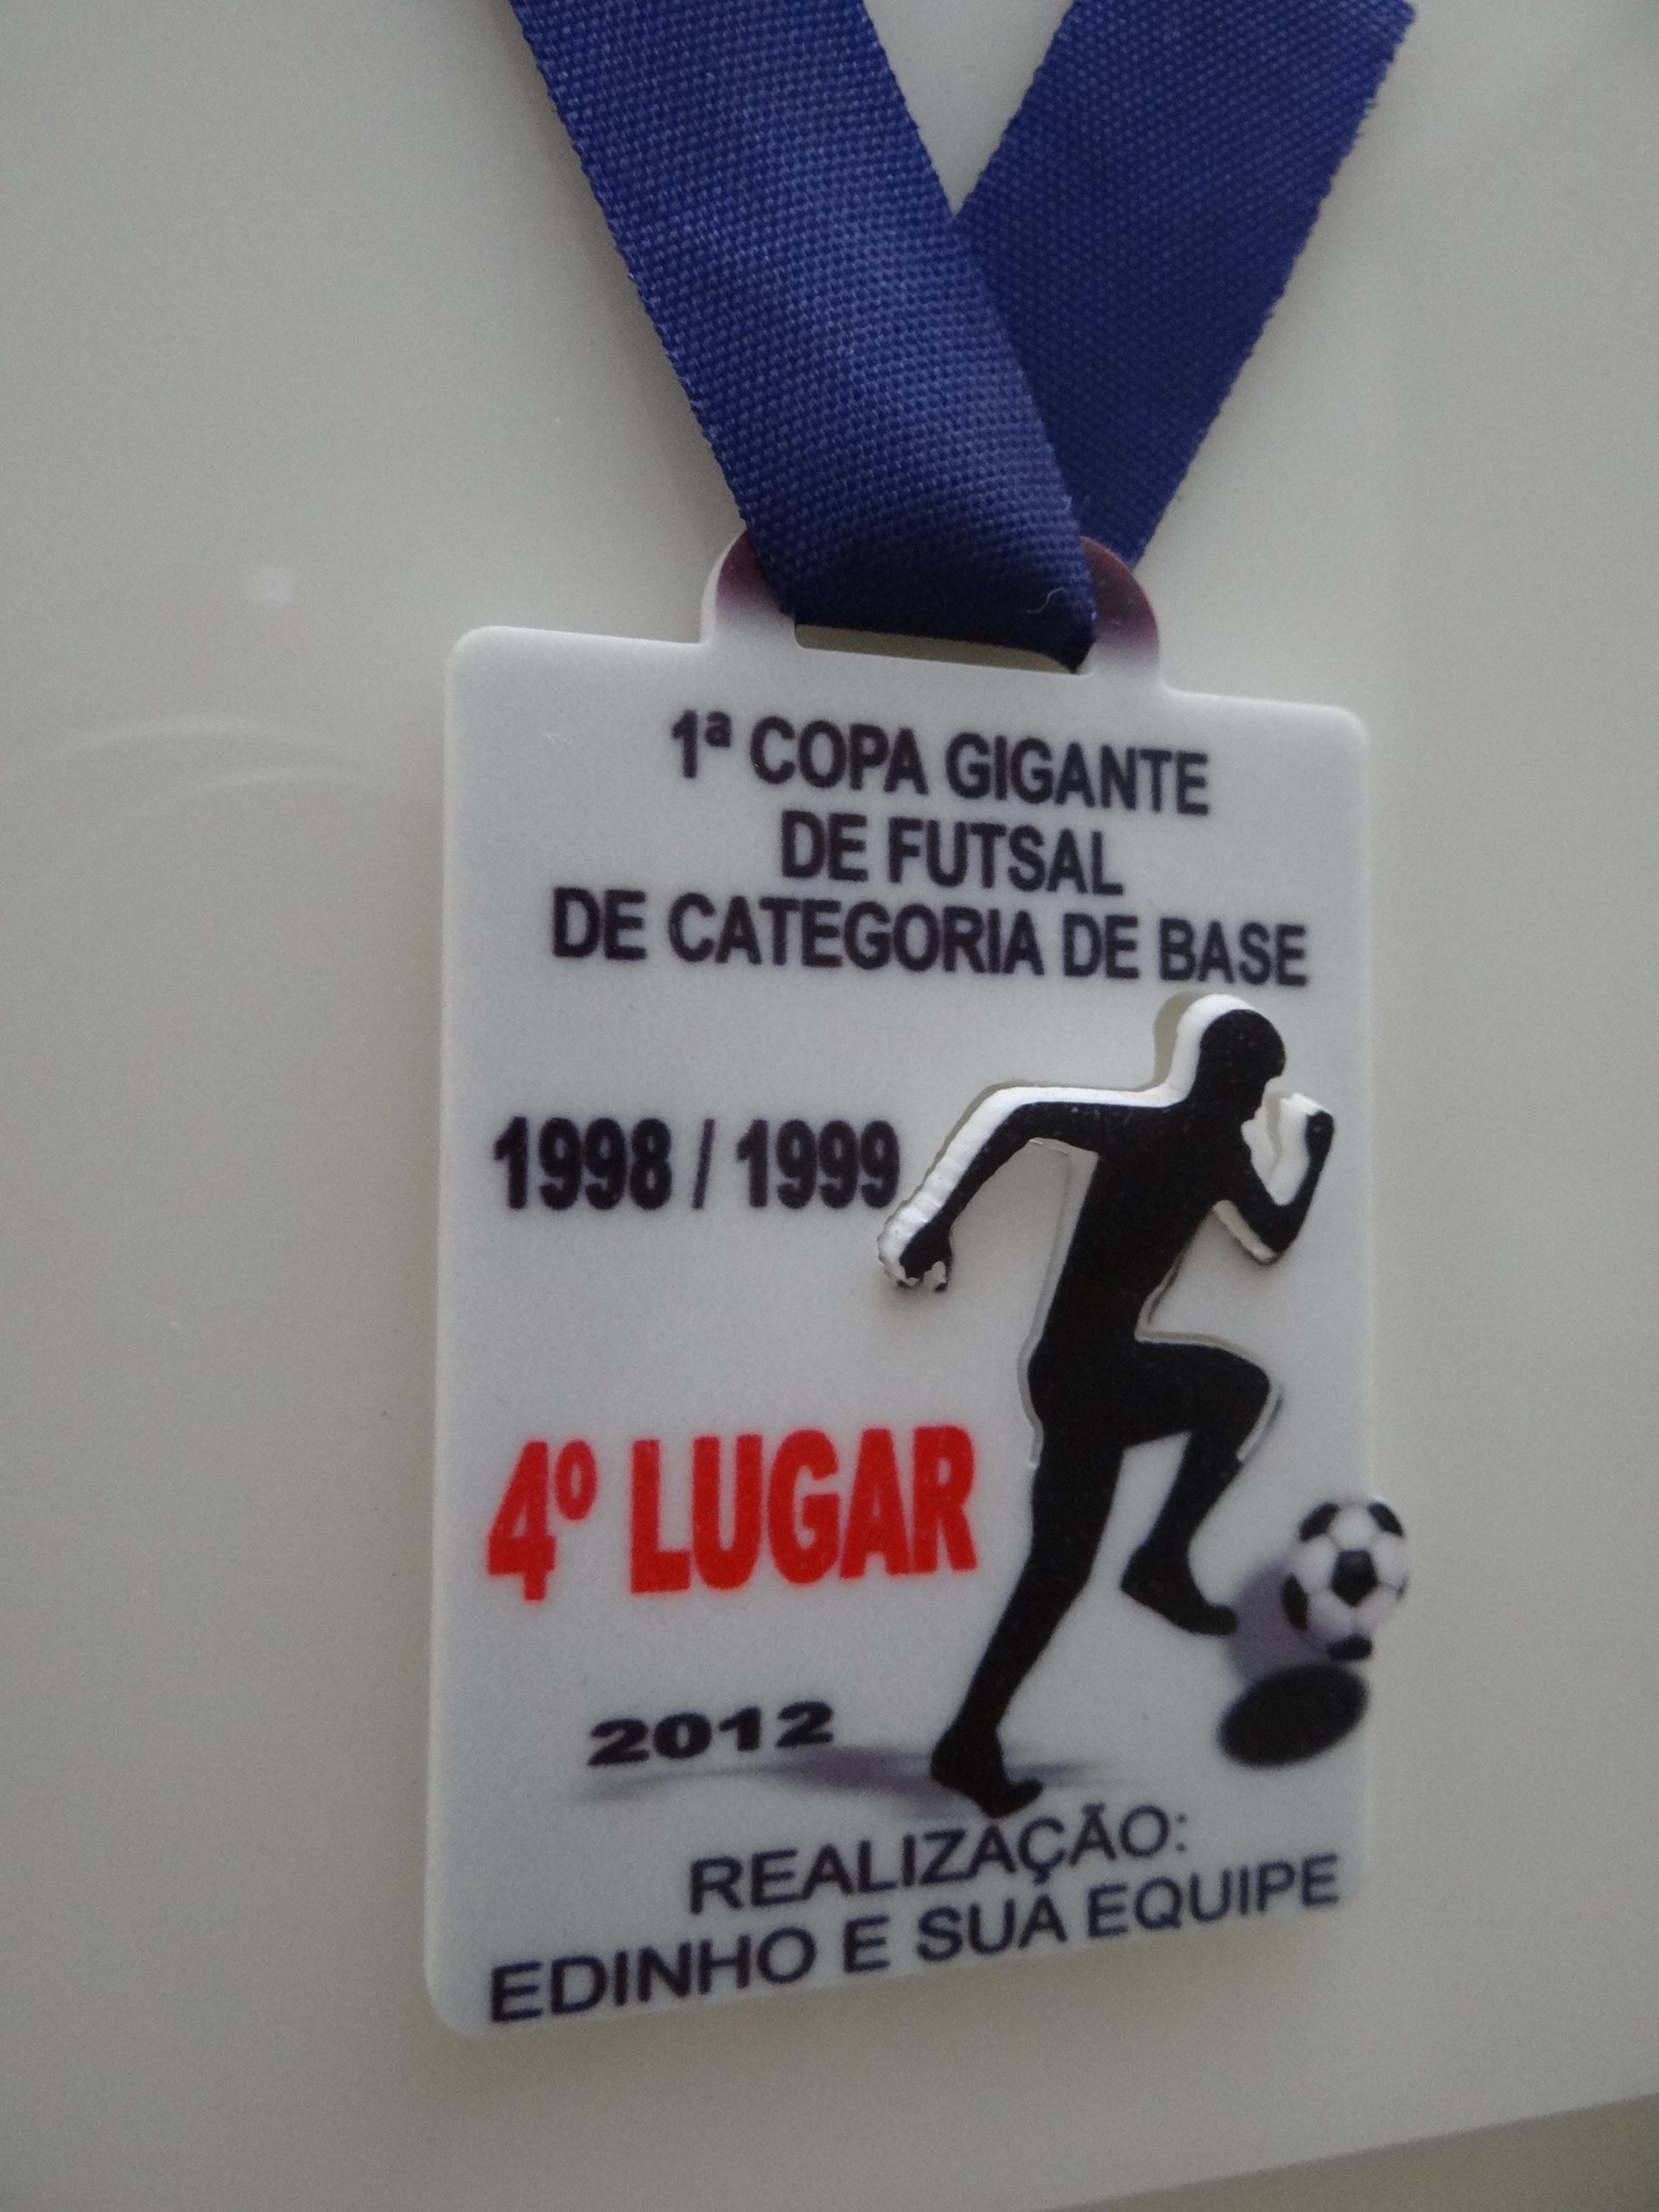 1ª COPA GIGANTE
DE FUTSAL
DE CATEGORIA DE BASE
1998 / 1999
4º LUGAR
2012
REALIZAÇÃO:
EDINHO E SUA EQUIPE